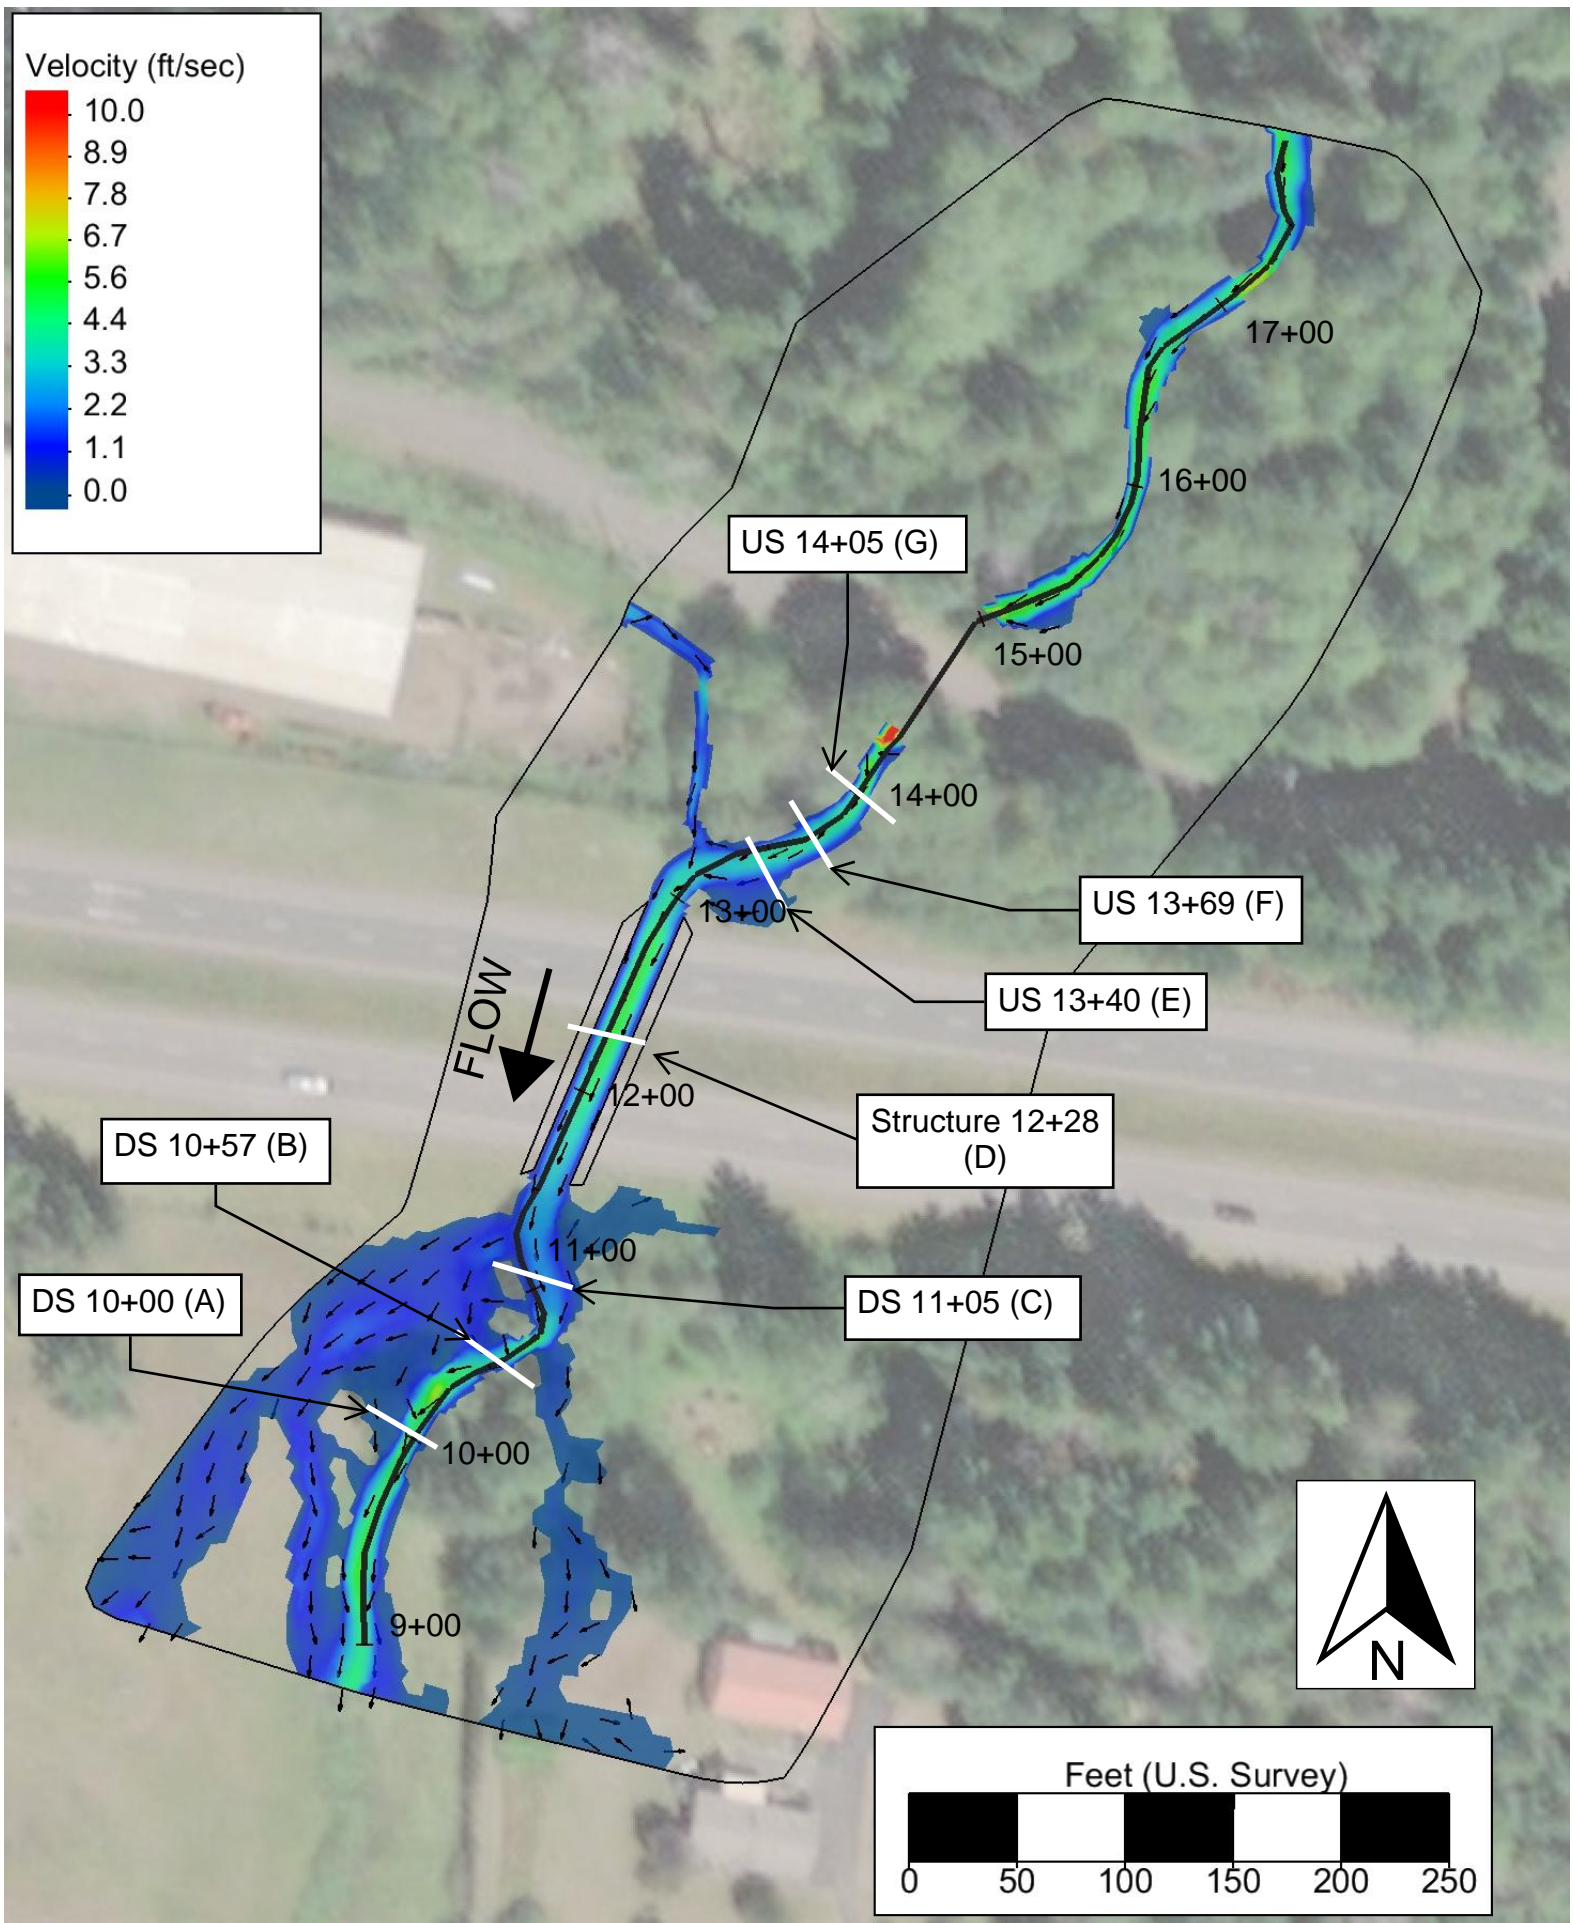 Velocity (ft/sec)
10.0
8.9
7.8
6.7
5.6
4.4
3.3
2.2
1.1
0.0
17+00
16+00
US 14+05 (G)
15+00
14+00
US 13+69 (F)
13+00
US 13+40 (E)
FLOW
12+00
Structure 12+28
(D)
DS 10+57 (B)
11+00
DS 10+00 (A)
DS 11+05 (C)
10+00
9+00
N
Feet (U.S. Survey)
0 50 100 150 200 250